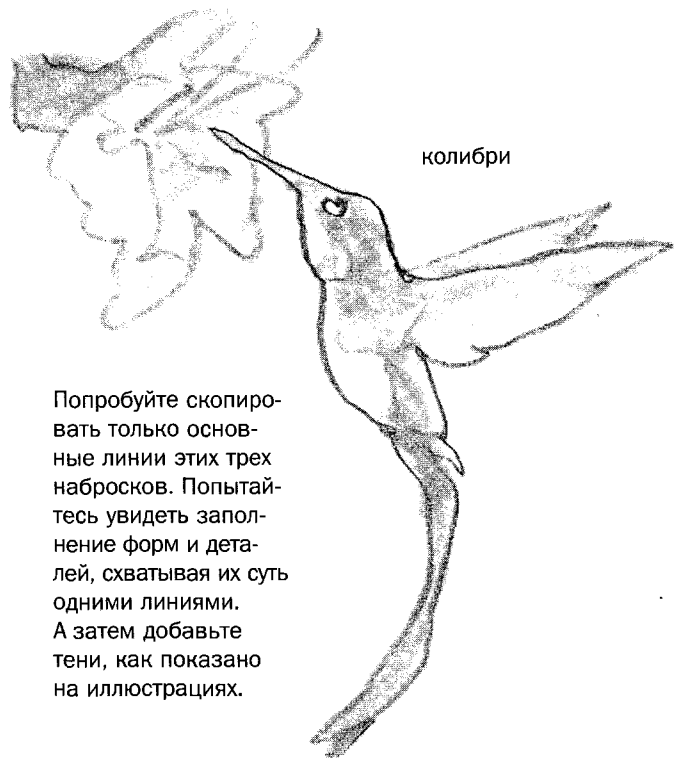 колибри
Попробуйте скопиро-
вать только основ-
ные линии этих трех
набросков. Попытай-
тесь увидеть запол-
нение форм и дета-
лей, схватывая их суть
одними линиями.
А затем добавьте
тени, как показано
на иллюстрациях.